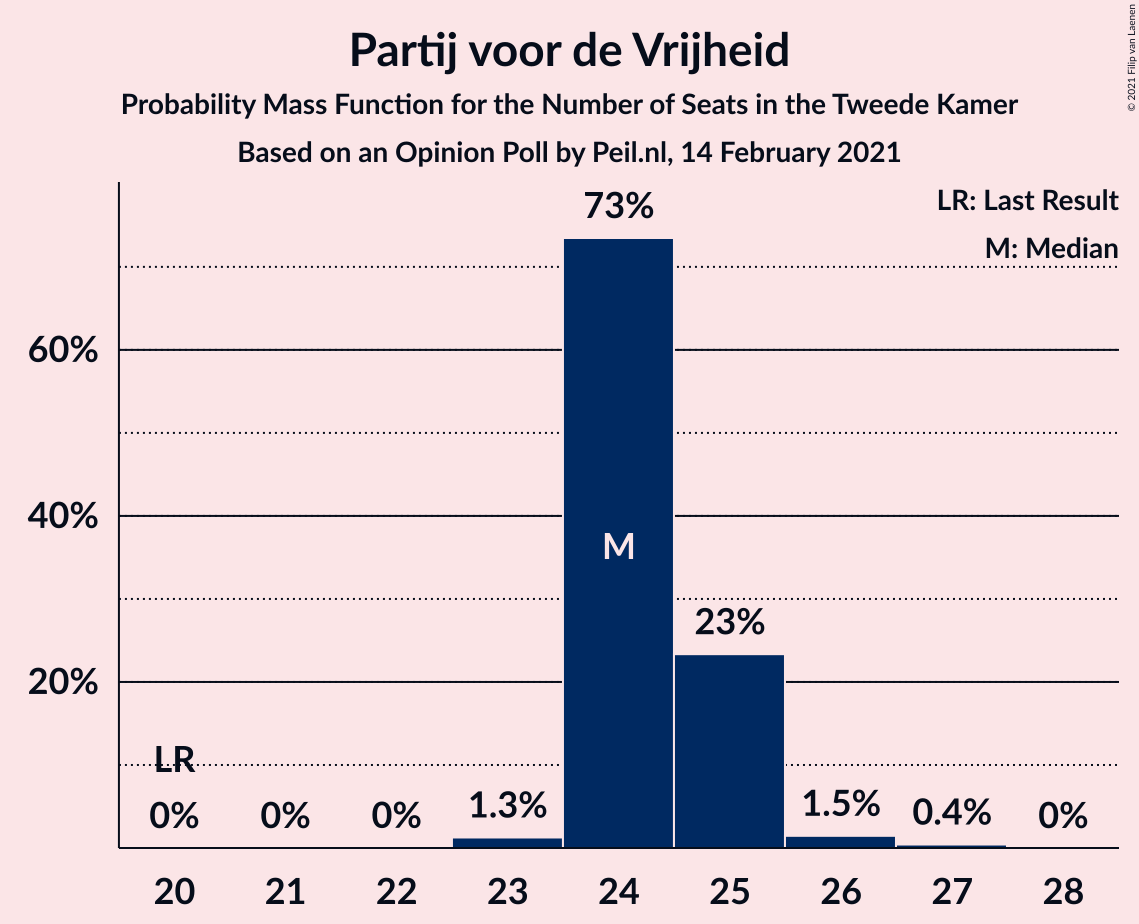 Partij voor de Vrijheid
Probability Mass Function for the Number of Seats in the Tweede Kamer
Based on an Opinion Poll by Peil.nl, 14 February 2021
© 2021 Filip van Laenen
LR: Last Result
M: Median
73%
60%
40%
M
23%
20%
LR
0%
0%
0%
1.3%
1.5%
0.4%
0%
20
21
22
23
24
25
26
27
28